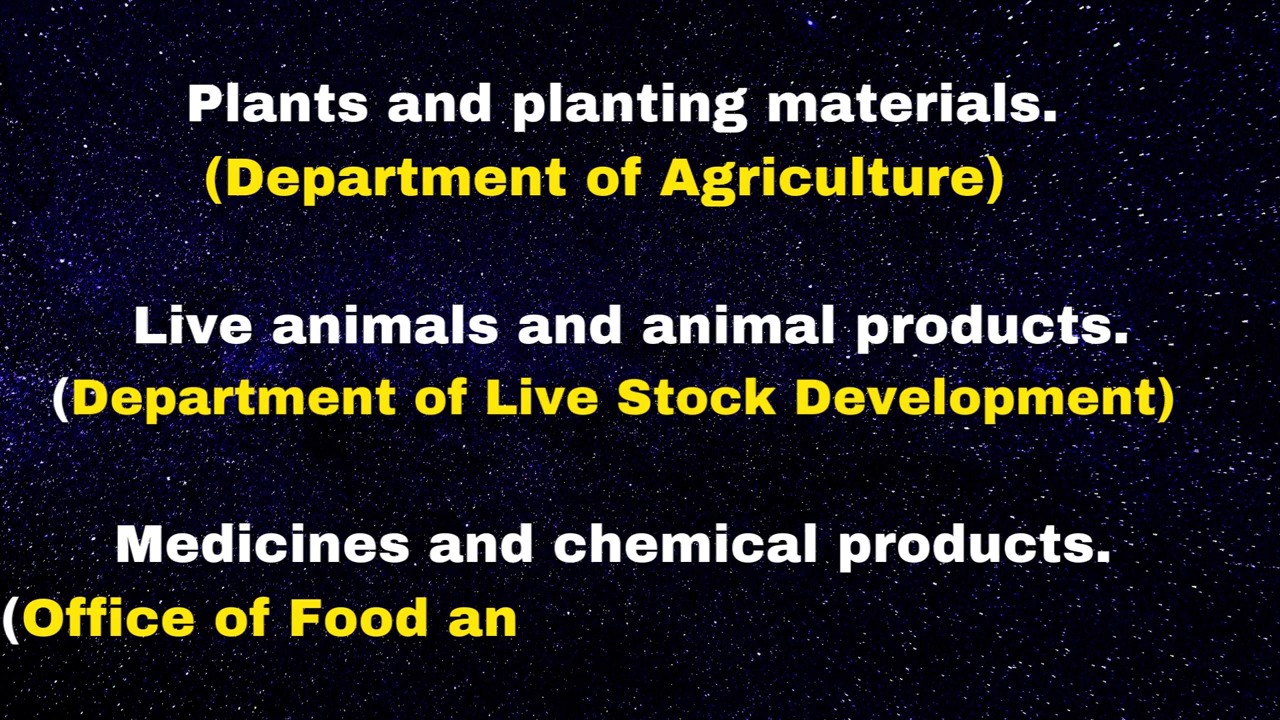 Plants and planting materials.
(Department of Agriculture)
Live animals and animal products.
(Department of Live Stock Development)
Medicines and chemical products.
(Office of Food an